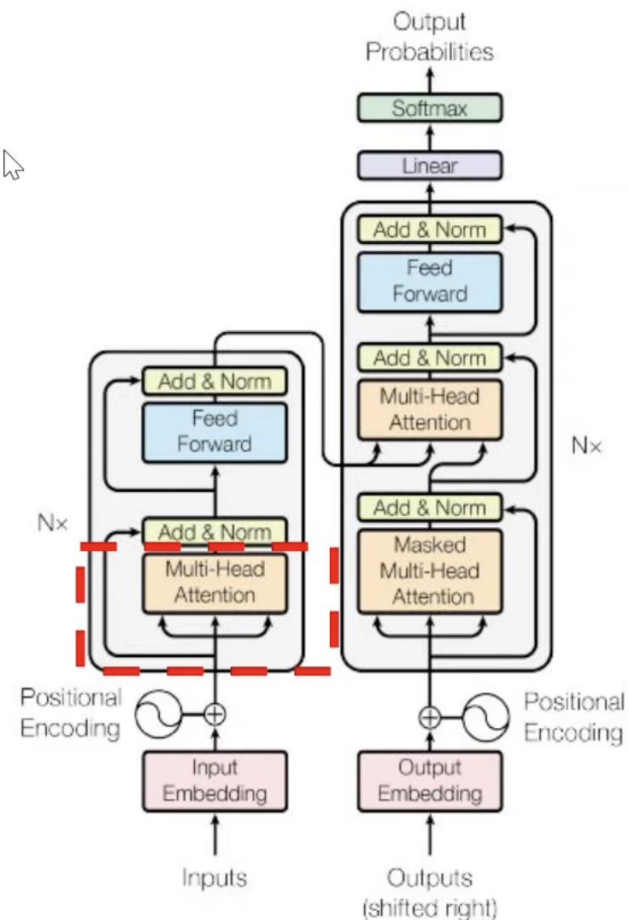 Output
Probabilities
Softmax
Linear
Add & Norm
Feed
Forward
Add & Norm
Multi-Head
Attention
Nx
Add & Norm
Masked
Multi-Head
Attention
Add & Norm
Feed
Forward
Nx
Add & Norm
Multi-Head
Attention
Positional
Encoding
Positional
Encoding
Input
Embedding
Output
Embedding
Inputs
Outputs
(shifted right)